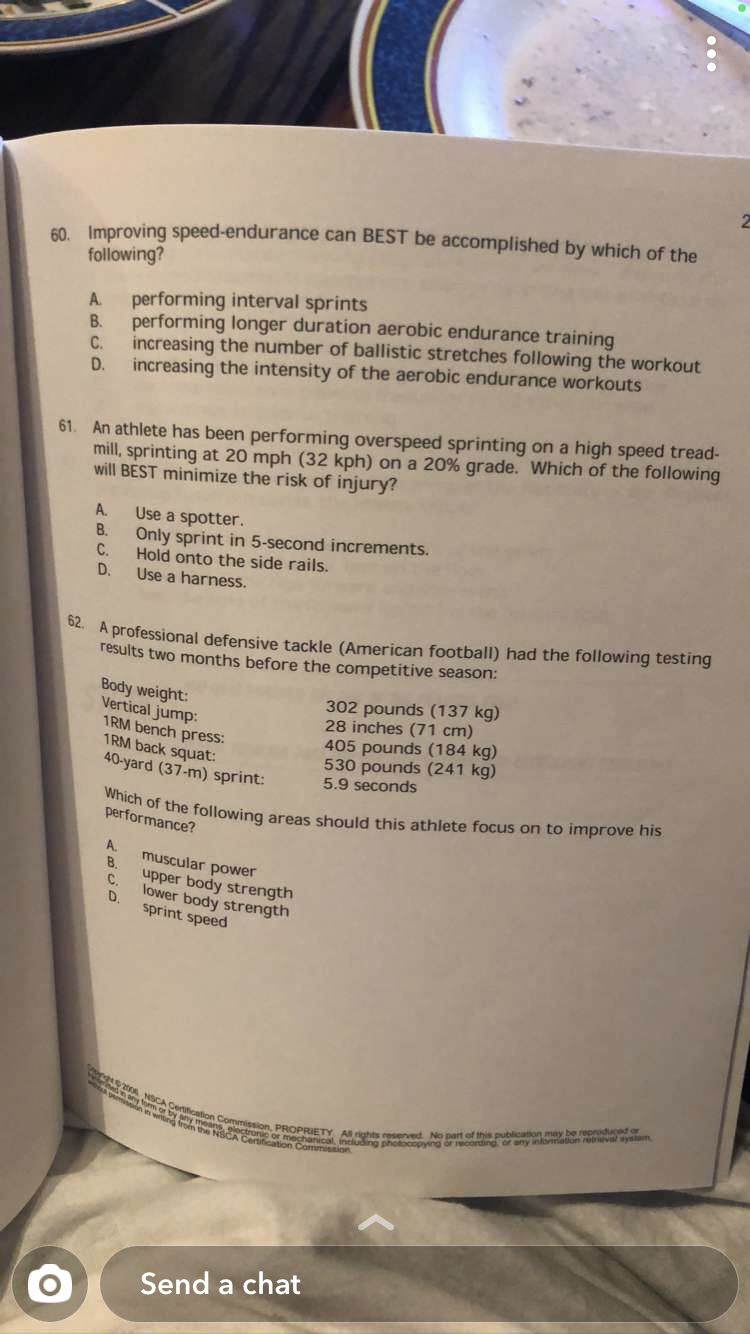 2
60. Improving speed-endurance can BEST be accomplished by which of the
following?
A. performing interval sprints
B. performing longer duration aerobic endurance training
C. increasing the number of ballistic stretches following the workout
D. increasing the intensity of the aerobic endurance workouts
61. An athlete has been performing overspeed sprinting on a high speed tread-
mill, sprinting at 20 mph (32 kph) on a 20% grade. Which of the following
will BEST minimize the risk of injury?
A. Use a spotter.
B. Only sprint in 5-second increments.
C. Hold onto the side rails.
D. Use a harness.
62. A professional defensive tackle (American football) had the following testing
results two months before the competitive season:
Body weight: 302 pounds (137 kg)
Vertical jump: 28 inches (71 cm)
1RM bench press: 405 pounds (184 kg)
1RM back squat: 530 pounds (241 kg)
40-yard (37-m) sprint: 5.9 seconds
Which of the following areas should this athlete focus on to improve his
performance?
A. muscular power
B. upper body strength
C. lower body strength
D. sprint speed
Copyright © 2006 NSCA Certification Commission, PROPRIETY All rights reserved. No part of this publication may be reproduced or
transmitted in any form or by any means, electronic or mechanical, including photocopying or recording, or any information retrieval system,
without permission in writing from the NSCA Certification Commission.
Send a chat